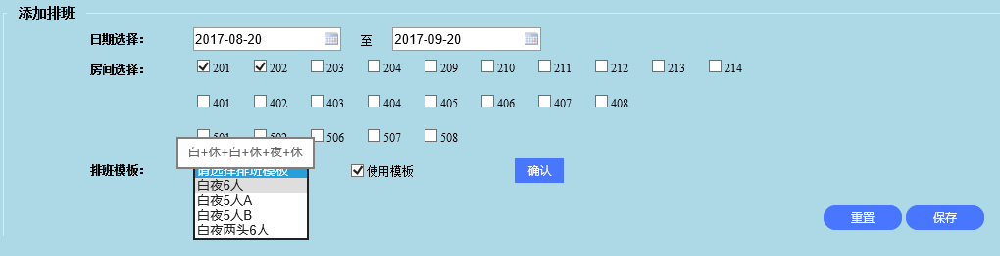 添加排班
日期选择： 2017-08-20 至 2017-09-20
房间选择： 201 202 203 204 209 210 211 212 213 214
401 402 403 404 405 406 407 408
501 502 506 507 508
白+休+白+休+夜+休
排班模板： 请选择排班模板 使用模板 确认
白夜6人
白夜5人A
白夜5人B
白夜两头6人
重置 保存